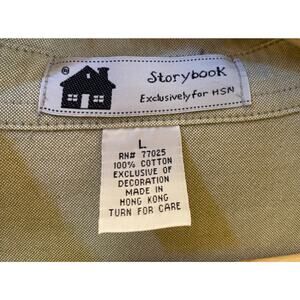 ®
Storybook
Exclusively for HSN
L
RN# 77025
100% COTTON
EXCLUSIVE OF
DECORATION
MADE IN
HONG KONG
TURN FOR CARE